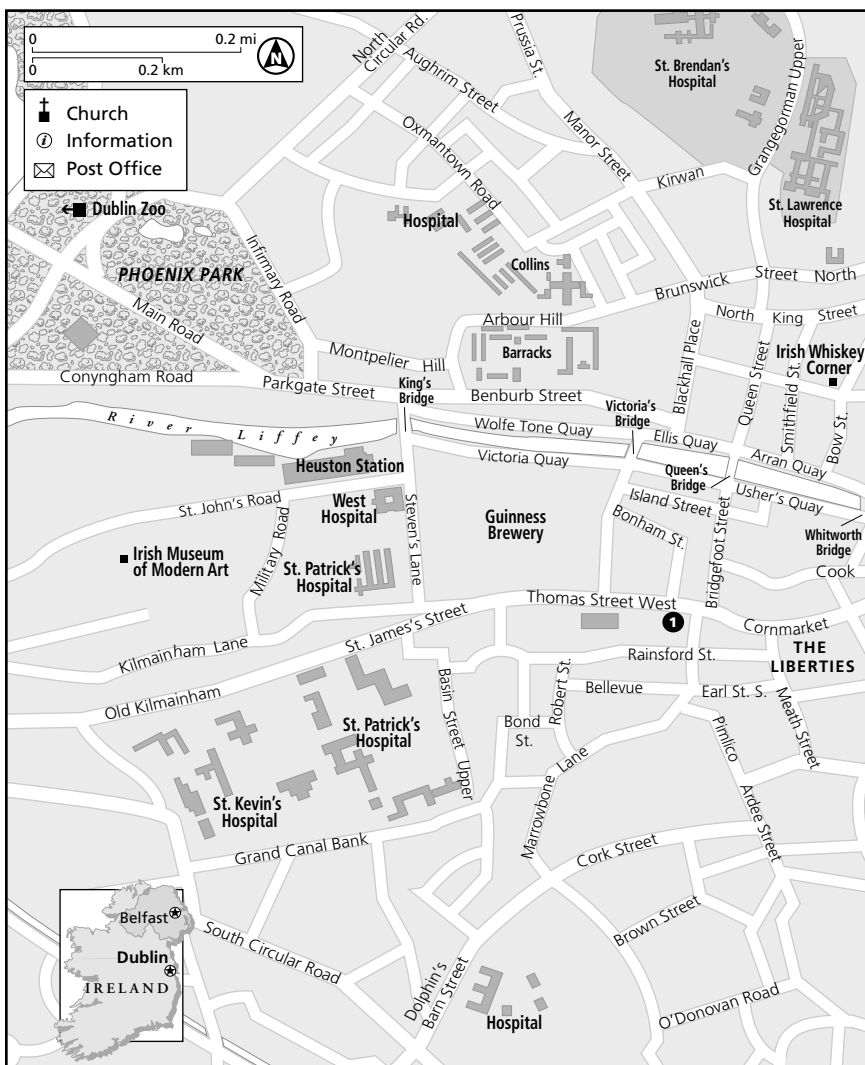 0
0.2 mi
0
0.2 km
N
Church
Information
Post Office
North
Circular Rd.
Prussia St.
Aughrim Street
St. Brendan's
Hospital
Grangegorman Upper
Oxmantown Road
Manor Street
Kirwan
St. Lawrence
Hospital
Dublin Zoo
Hospital
PHOENIX PARK
Infirmary Road
Main Road
Collins
Brunswick
Street North
Arbour Hill
Barracks
North King Street
Montpelier Hill
Blackhall Place
Queen Street
Smithfield St.
Irish Whiskey
Corner
Bow St.
Conyngham Road
Parkgate Street
King's
Bridge
Benburb Street
Victoria's
Bridge
River Liffey
Wolfe Tone Quay
Ellis Quay
Arran Quay
Victoria Quay
Queen's
Bridge
Usher's Quay
Heuston Station
Island Street
Whitworth
Bridge
St. John's Road
West
Hospital
Steven's Lane
Guinness
Brewery
Bonham St.
Bridgefoot Street
Cook
Military Road
Irish Museum
of Modern Art
St. Patrick's
Hospital
Thomas Street West
1
Cornmarket
St. James's Street
THE
LIBERTIES
Kilmainham Lane
Rainsford St.
Old Kilmainham
Basin Street Upper
Robert St.
Bellevue
Earl St. S.
Meath Street
St. Patrick's
Hospital
Bond
St.
Pimlico
St. Kevin's
Hospital
Marrowbone Lane
Ardee Street
Grand Canal Bank
Cork Street
Belfast
Dublin
IRELAND
South Circular Road
Brown Street
Dolphin's
Barn Street
Hospital
O'Donovan Road